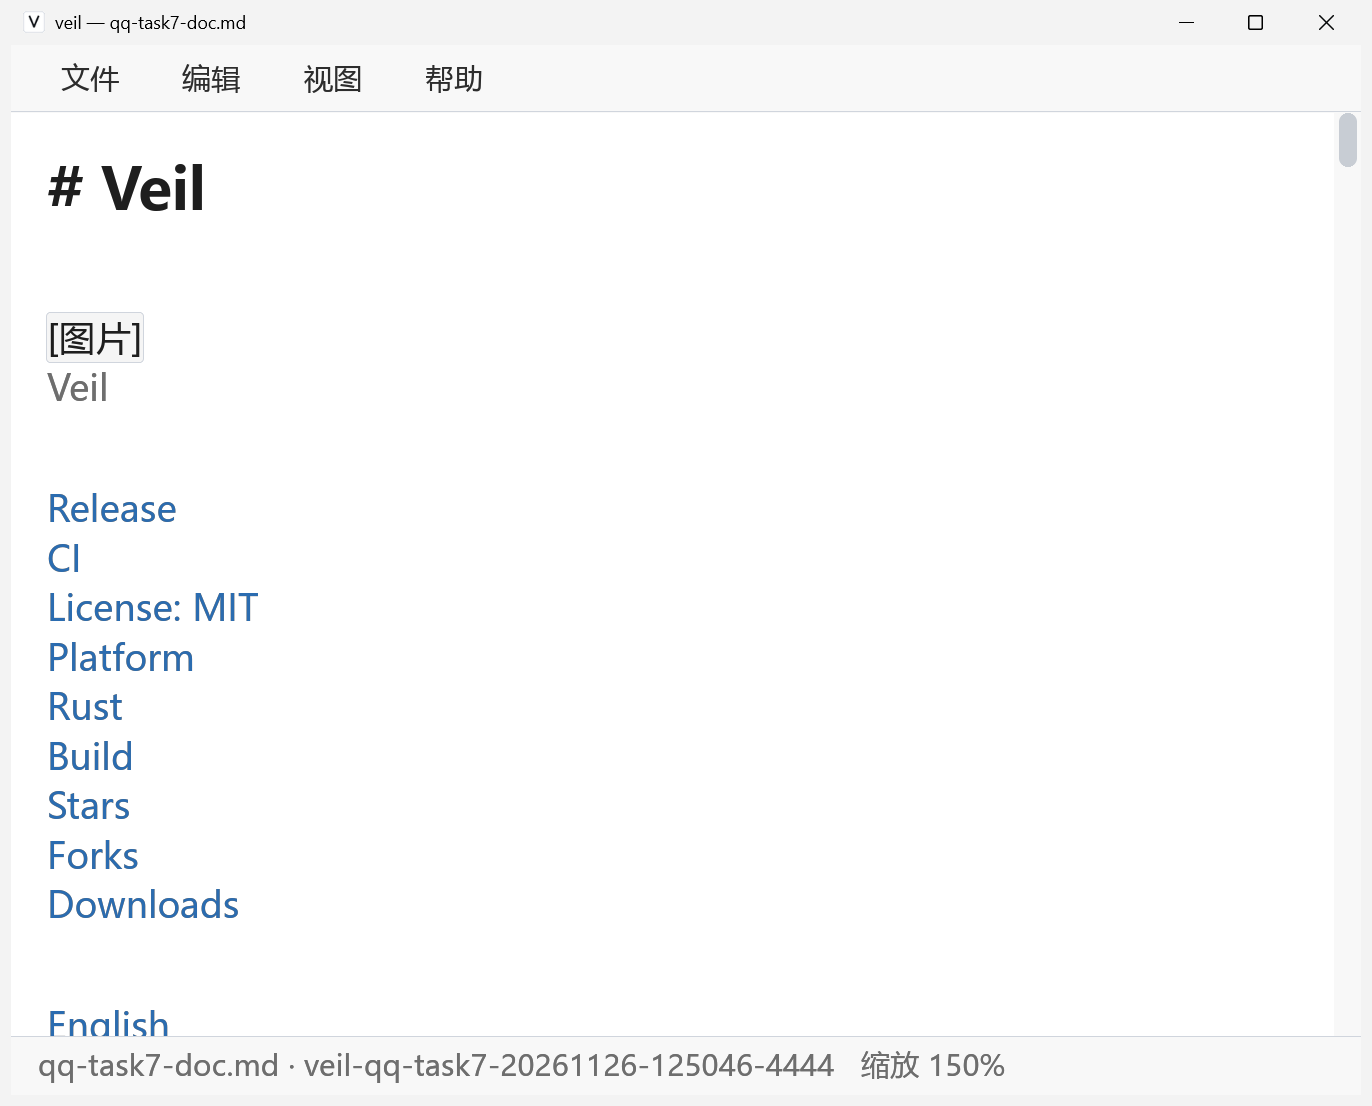 V veil — qq-task7-doc.md
文件 编辑 视图 帮助
# Veil
[图片]
Veil
Release
CI
License: MIT
Platform
Rust
Build
Stars
Forks
Downloads
English
qq-task7-doc.md · veil-qq-task7-20261126-125046-4444 缩放 150%